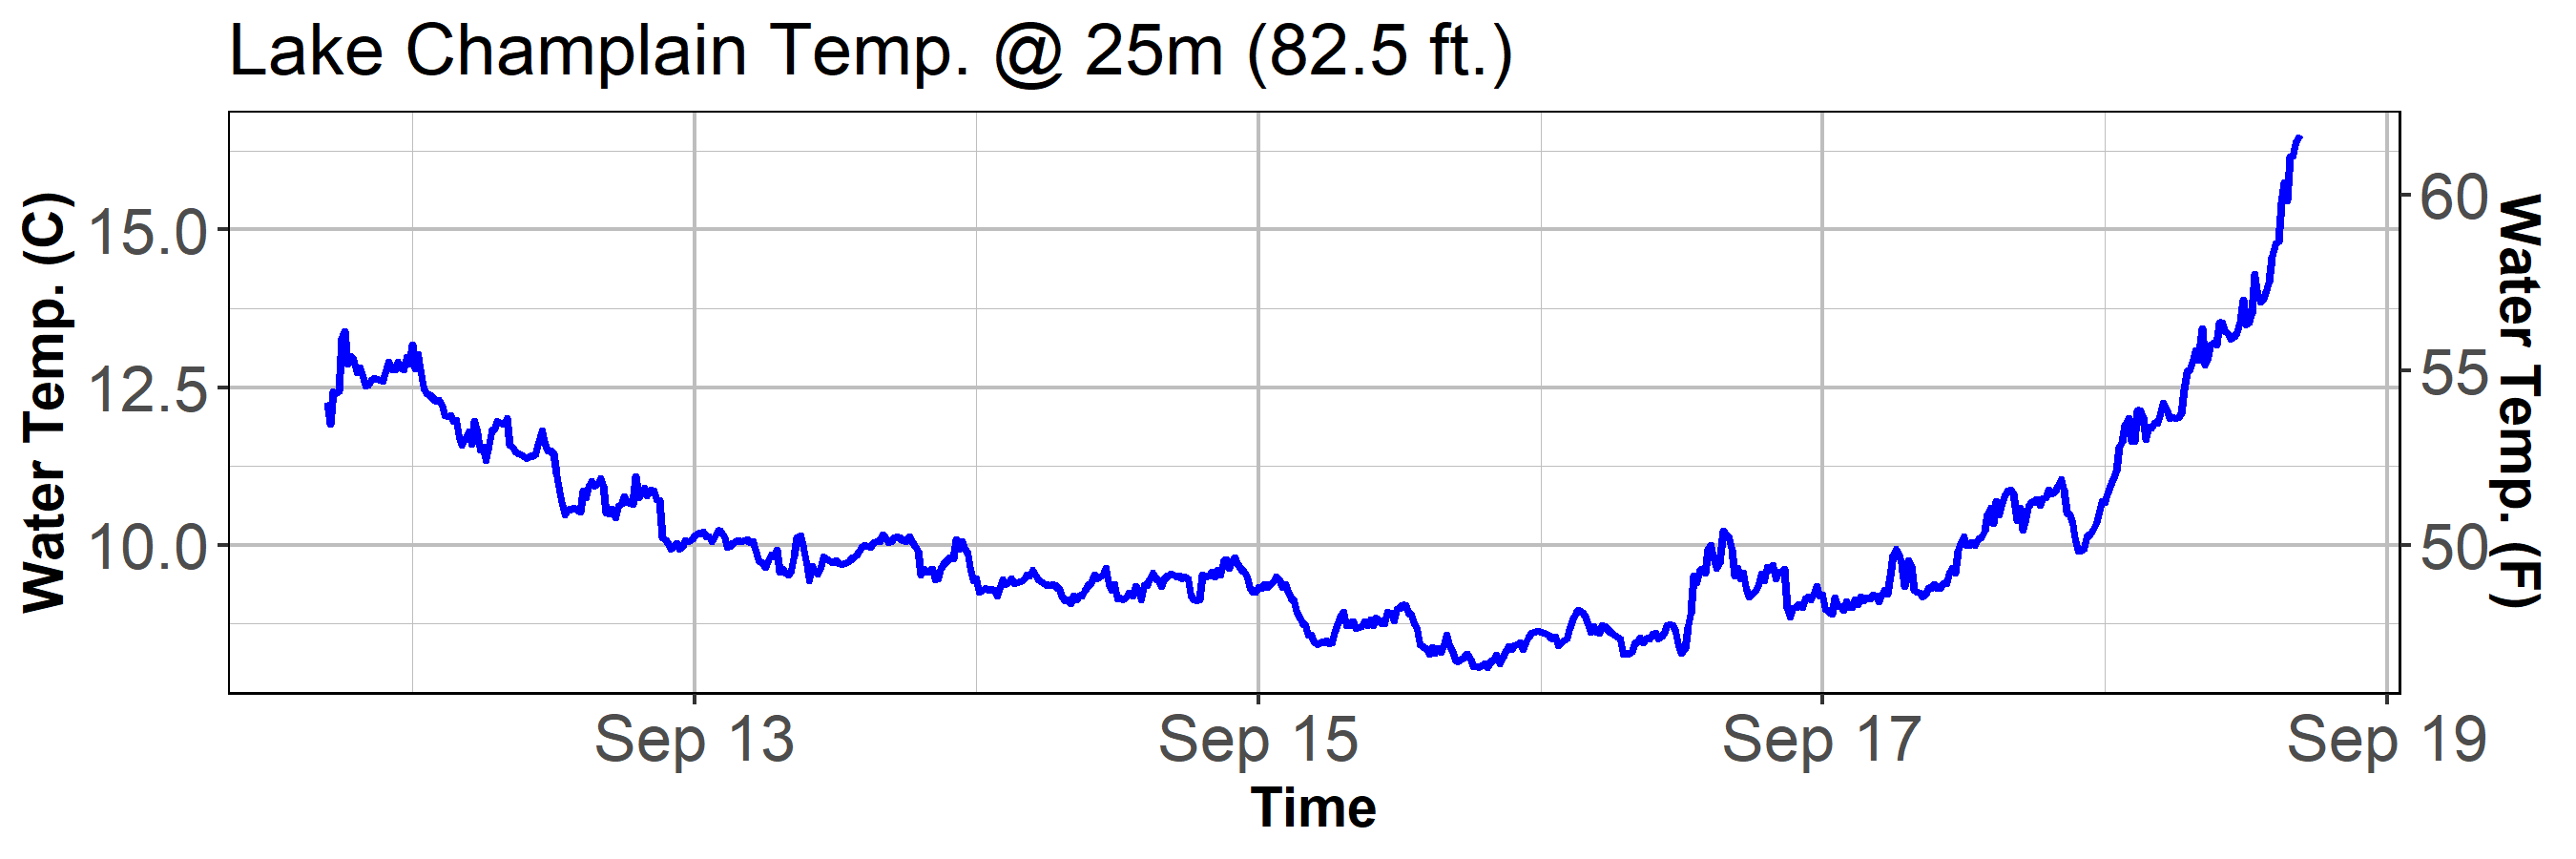 Lake Champlain Temp. @ 25m (82.5 ft.)
Water Temp. (C)
15.0
12.5
10.0
60
55
50
Water Temp. (F)
Sep 13
Sep 15
Sep 17
Sep 19
Time